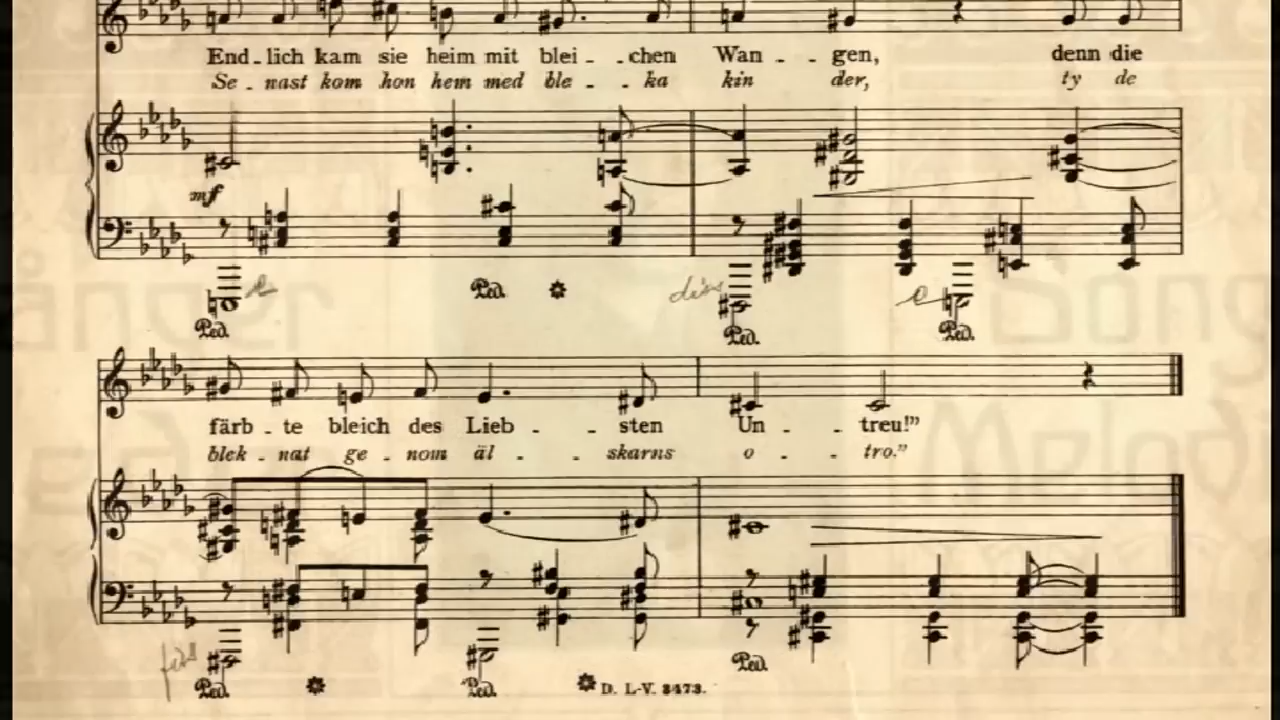 End-lich kam sie heim mit blei - - chen Wan - - gen, denn die
Se - nast kom hon hem med ble - - ka kin der, ty de
mf
e
Ped. *
diss e
Ped. Ped.
Ped.
färb - te bleich des Lieb - - sten Un - - treu!”
blek - nat ge - nom äl - - skarns o - - tro.”
fiss
Ped. * Ped. * Ped.
D. L-V. 3473.